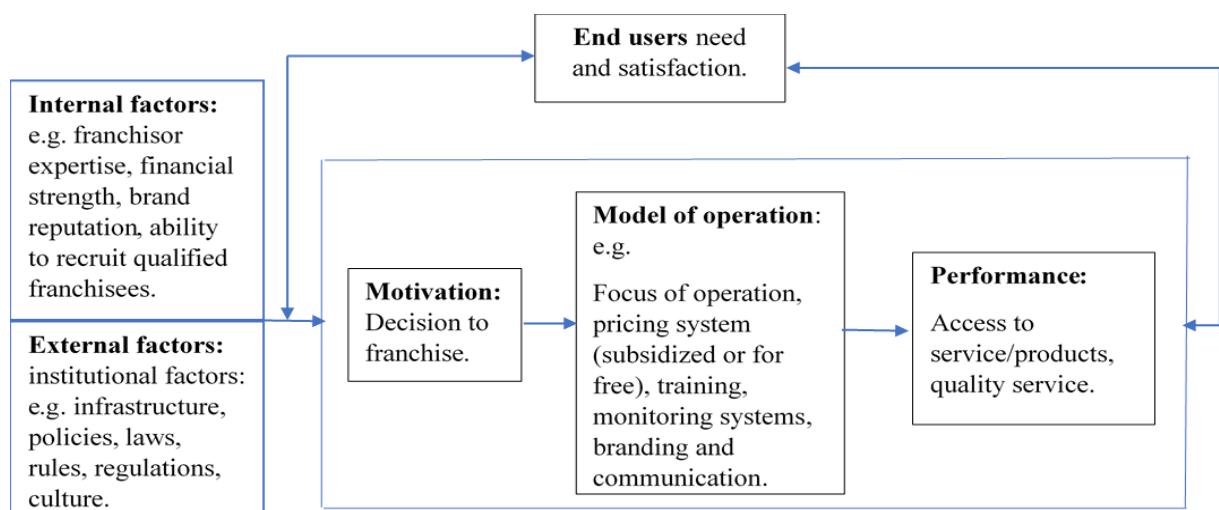 End users need
and satisfaction.
Internal factors:
e.g. franchisor
expertise, financial
strength, brand
reputation, ability
to recruit qualified
franchisees.
External factors:
institutional factors:
e.g. infrastructure,
policies, laws,
rules, regulations,
culture.
Motivation:
Decision to
franchise.
Model of operation:
e.g.
Focus of operation,
pricing system
(subsidized or for
free), training,
monitoring systems,
branding and
communication.
Performance:
Access to
service/products,
quality service.